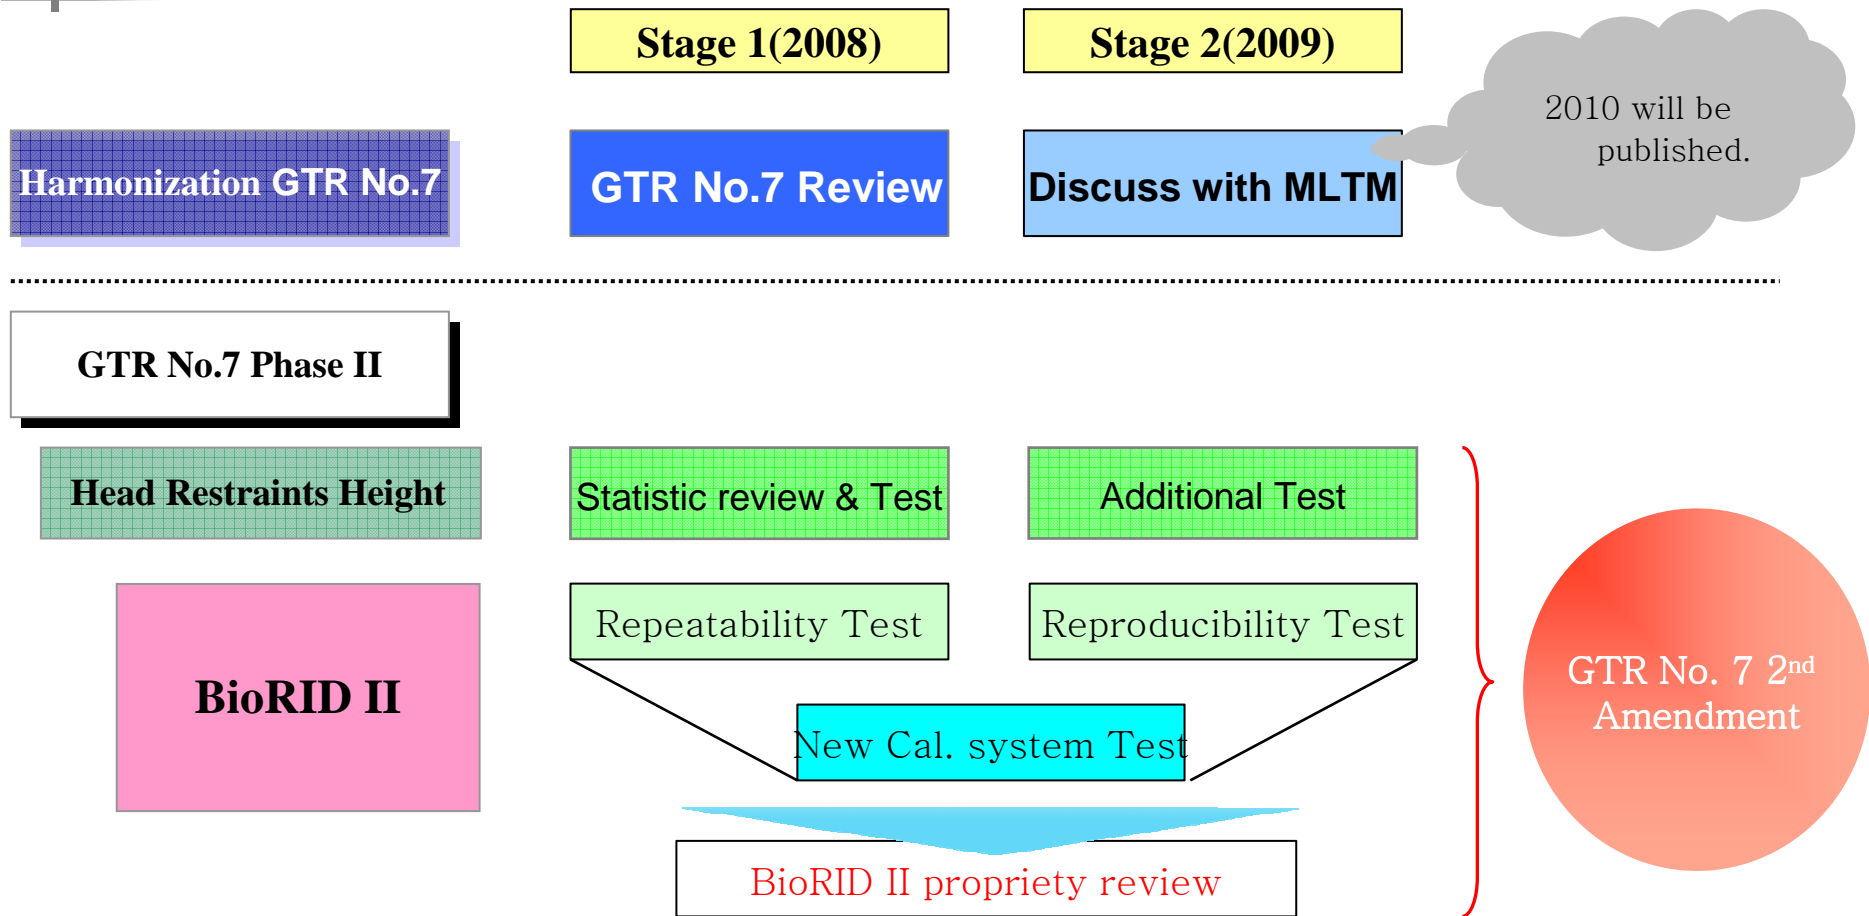 Stage 1(2008)
Stage 2(2009)
2010 will be
published.
Harmonization GTR No.7
GTR No.7 Review
Discuss with MLTM
GTR No.7 Phase II
Head Restraints Height
Statistic review & Test
Additional Test
BioRID II
Repeatability Test
Reproducibility Test
New Cal. system Test
BioRID II propriety review
GTR No. 7 2nd
Amendment